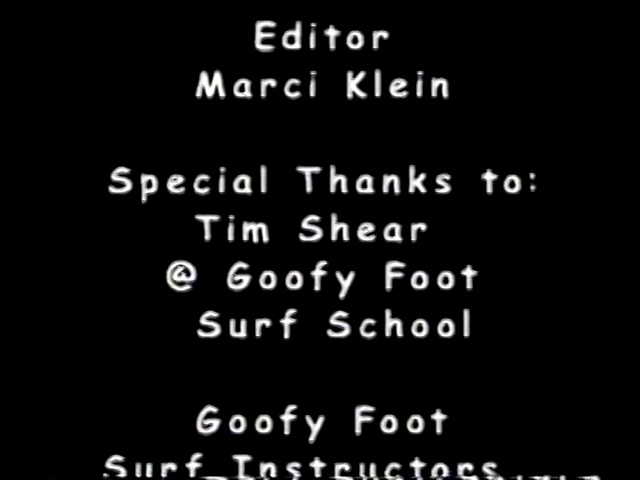 Editor
Marci Klein
Special Thanks to:
Tim Shear
@ Goofy Foot
Surf School
Goofy Foot
Surf Instructors